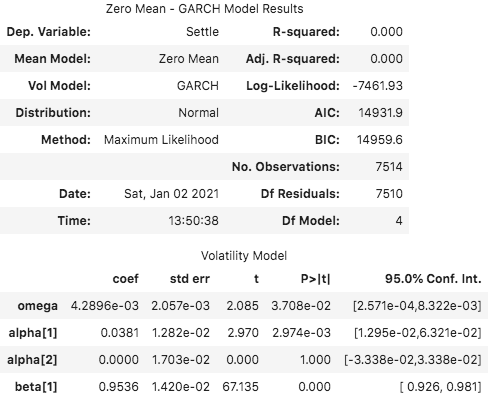 Zero Mean - GARCH Model Results
Dep. Variable: Settle R-squared: 0.000
Mean Model: Zero Mean Adj. R-squared: 0.000
Vol Model: GARCH Log-Likelihood: -7461.93
Distribution: Normal AIC: 14931.9
Method: Maximum Likelihood BIC: 14959.6
No. Observations: 7514
Date: Sat, Jan 02 2021 Df Residuals: 7510
Time: 13:50:38 Df Model: 4
Volatility Model
coef std err t P>|t| 95.0% Conf. Int.
omega 4.2896e-03 2.057e-03 2.085 3.708e-02 [2.571e-04,8.322e-03]
alpha[1] 0.0381 1.282e-02 2.970 2.974e-03 [1.295e-02,6.321e-02]
alpha[2] 0.0000 1.703e-02 0.000 1.000 [-3.338e-02,3.338e-02]
beta[1] 0.9536 1.420e-02 67.135 0.000 [ 0.926, 0.981]